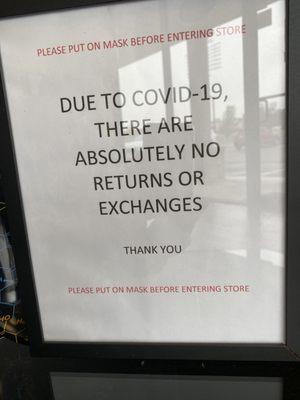 PLEASE PUT ON MASK BEFORE ENTERING STORE
DUE TO COVID-19,
THERE ARE
ABSOLUTELY NO
RETURNS OR
EXCHANGES
THANK YOU
PLEASE PUT ON MASK BEFORE ENTERING STORE